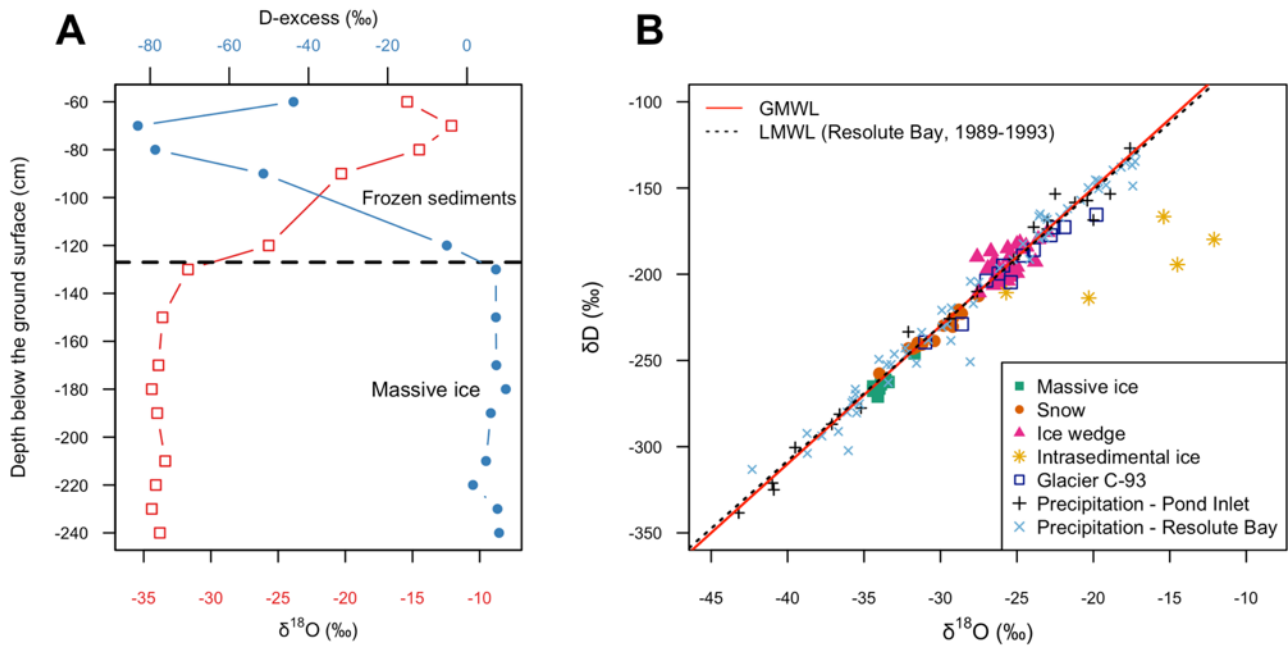 A
D-excess (‰)
-80 -60 -40 -20 0
Depth below the ground surface (cm)
-60
-80
-100
-120
-150
-180
-200
-220
-240
Frozen sediments
Massive ice
-35 -30 -25 -20 -15 -10
δ18O (‰)
B
δD (‰)
-100
-150
-200
-250
-300
-350
GMWL
LMWL (Resolute Bay, 1989-1993)
Massive ice
Snow
Ice wedge
Intrasedimental ice
Glacier C-93
Precipitation - Pond Inlet
Precipitation - Resolute Bay
-45 -40 -35 -30 -25 -20 -15 -10
δ18O (‰)